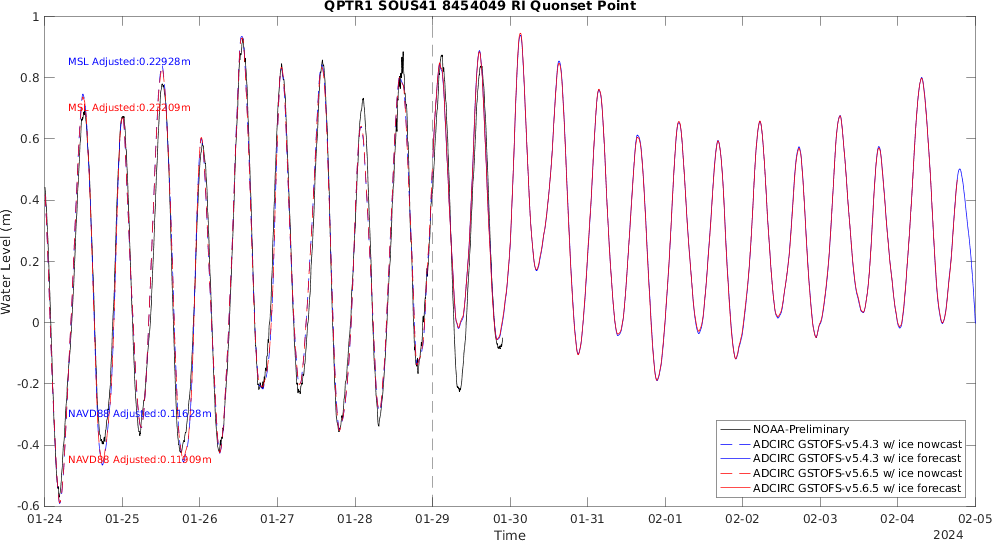 QPTR1 SOUS41 8454049 RI Quonset Point
1
0.8
0.6
0.4
0.2
0
-0.2
-0.4
-0.6
Water Level (m)
MSL Adjusted:0.22928m
MSL Adjusted:0.23209m
NAVD88 Adjusted:0.11628m
NAVD88 Adjusted:0.11909m
NOAA-Preliminary
ADCIRC GSTOFS-v5.4.3 w/ ice nowcast
ADCIRC GSTOFS-v5.4.3 w/ ice forecast
ADCIRC GSTOFS-v5.6.5 w/ ice nowcast
ADCIRC GSTOFS-v5.6.5 w/ ice forecast
01-24 01-25 01-26 01-27 01-28 01-29 01-30 01-31 02-01 02-02 02-03 02-04 02-05
Time
2024